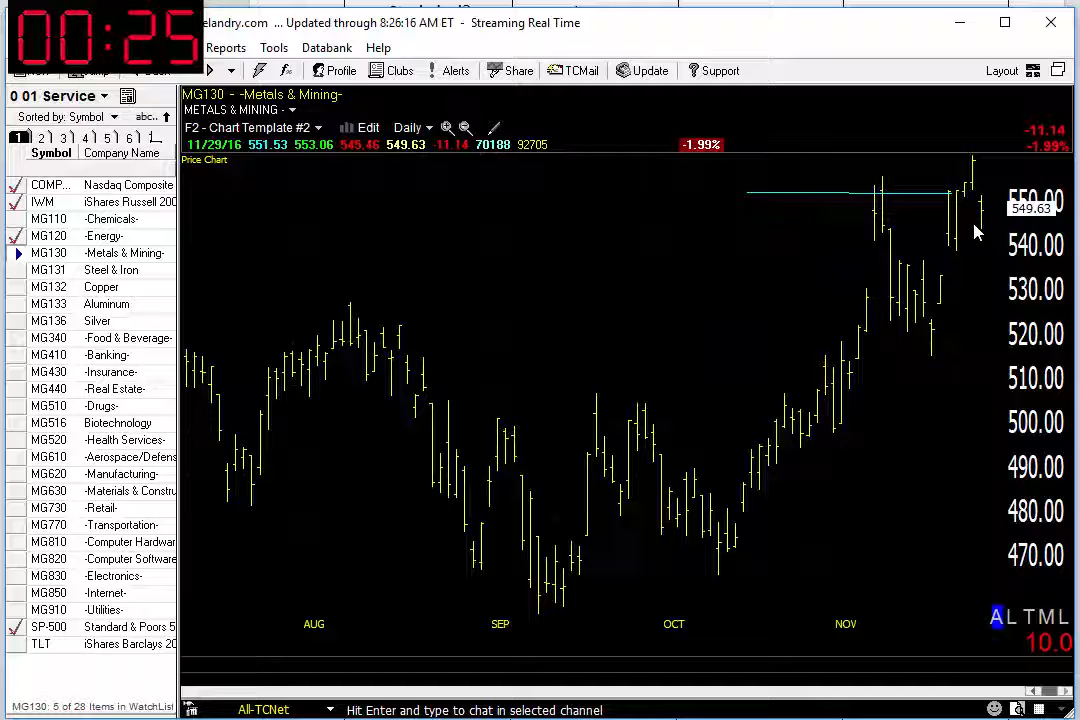 00:25
elandry.com ... Updated through 8:26:16 AM ET - Streaming Real Time
Reports Tools Databank Help
Profile Clubs Alerts Share TCMail Update Support Layout
0 01 Service
Sorted by: Symbol abc..
1 2 3 4 5 6
Symbol Company Name
COMP... Nasdaq Composite
IWM iShares Russell 200
MG110 -Chemicals-
MG120 -Energy-
MG130 -Metals & Mining-
MG131 Steel & Iron
MG132 Copper
MG133 Aluminum
MG136 Silver
MG340 -Food & Beverage-
MG410 -Banking-
MG430 -Insurance-
MG440 -Real Estate-
MG510 -Drugs-
MG516 Biotechnology
MG520 -Health Services-
MG610 -Aerospace/Defens
MG620 -Manufacturing-
MG630 -Materials & Constru
MG730 -Retail-
MG770 -Transportation-
MG810 -Computer Hardwar
MG820 -Computer Software
MG830 -Electronics-
MG850 -Internet-
MG910 -Utilities-
SP-500 Standard & Poors 5
TLT iShares Barclays 20
MG130: 5 of 28 Items in WatchList
MG130 - -Metals & Mining-
METALS & MINING -
F2 - Chart Template #2 Edit Daily
11/29/16 551.53 553.06 545.46 549.63 -11.14 70188 92705 -1.99%
-11.14
-1.99%
Price Chart
550.00
549.63
540.00
530.00
520.00
510.00
500.00
490.00
480.00
470.00
AUG SEP OCT NOV
A L T M L
10.0
All-TCNet Hit Enter and type to chat in selected channel